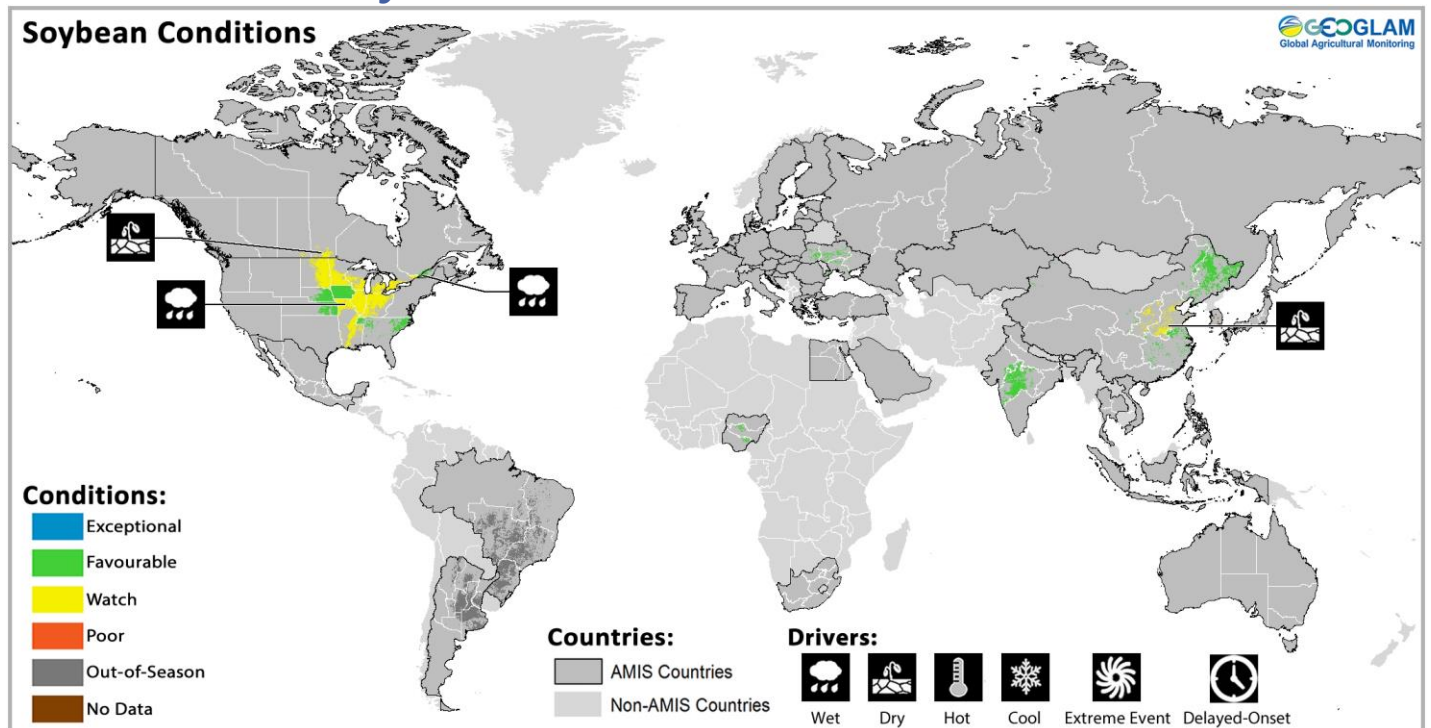 Soybean Conditions
GEOGLAM
Global Agricultural Monitoring
Conditions:
Exceptional
Favourable
Watch
Poor
Out-of-Season
No Data
Countries:
AMIS Countries
Non-AMIS Countries
Drivers:
Wet Dry Hot Cool Extreme Event Delayed-Onset